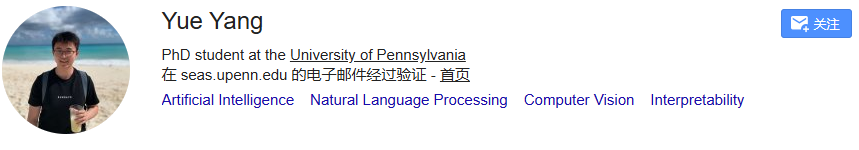 Yue Yang
关注
PhD student at the University of Pennsylvania
在 seas.upenn.edu 的电子邮件经过验证 - 首页
Artificial Intelligence Natural Language Processing Computer Vision Interpretability